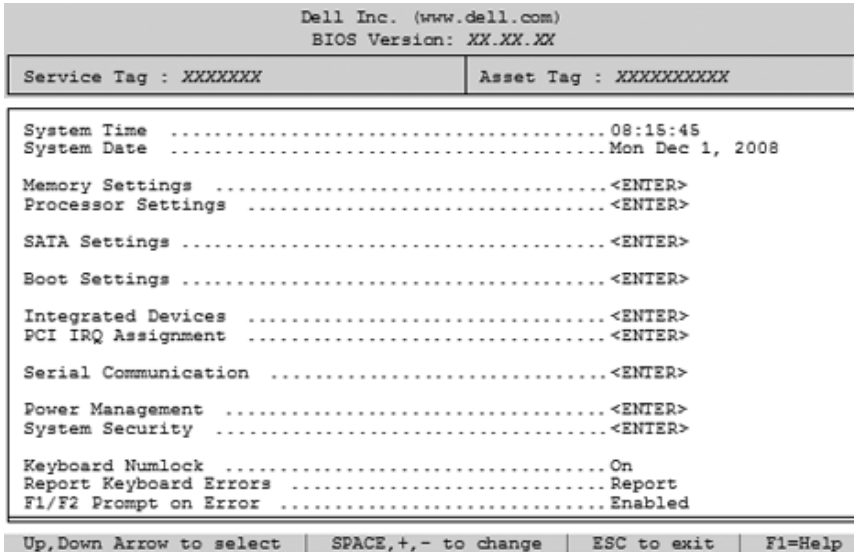 Dell Inc. (www.dell.com)
BIOS Version: XX.XX.XX
Service Tag : XXXXXXX
Asset Tag : XXXXXXXXXX
System Time ......................................08:15:45
System Date ......................................Mon Dec 1, 2008
Memory Settings ..................................<ENTER>
Processor Settings ...............................<ENTER>
SATA Settings .....................................<ENTER>
Boot Settings .....................................<ENTER>
Integrated Devices ...............................<ENTER>
PCI IRQ Assignment ...............................<ENTER>
Serial Communication .............................<ENTER>
Power Management .................................<ENTER>
System Security ..................................<ENTER>
Keyboard Numlock .................................On
Report Keyboard Errors ...........................Report
F1/F2 Prompt on Error ............................Enabled
Up,Down Arrow to select | SPACE,+,- to change | ESC to exit | F1=Help